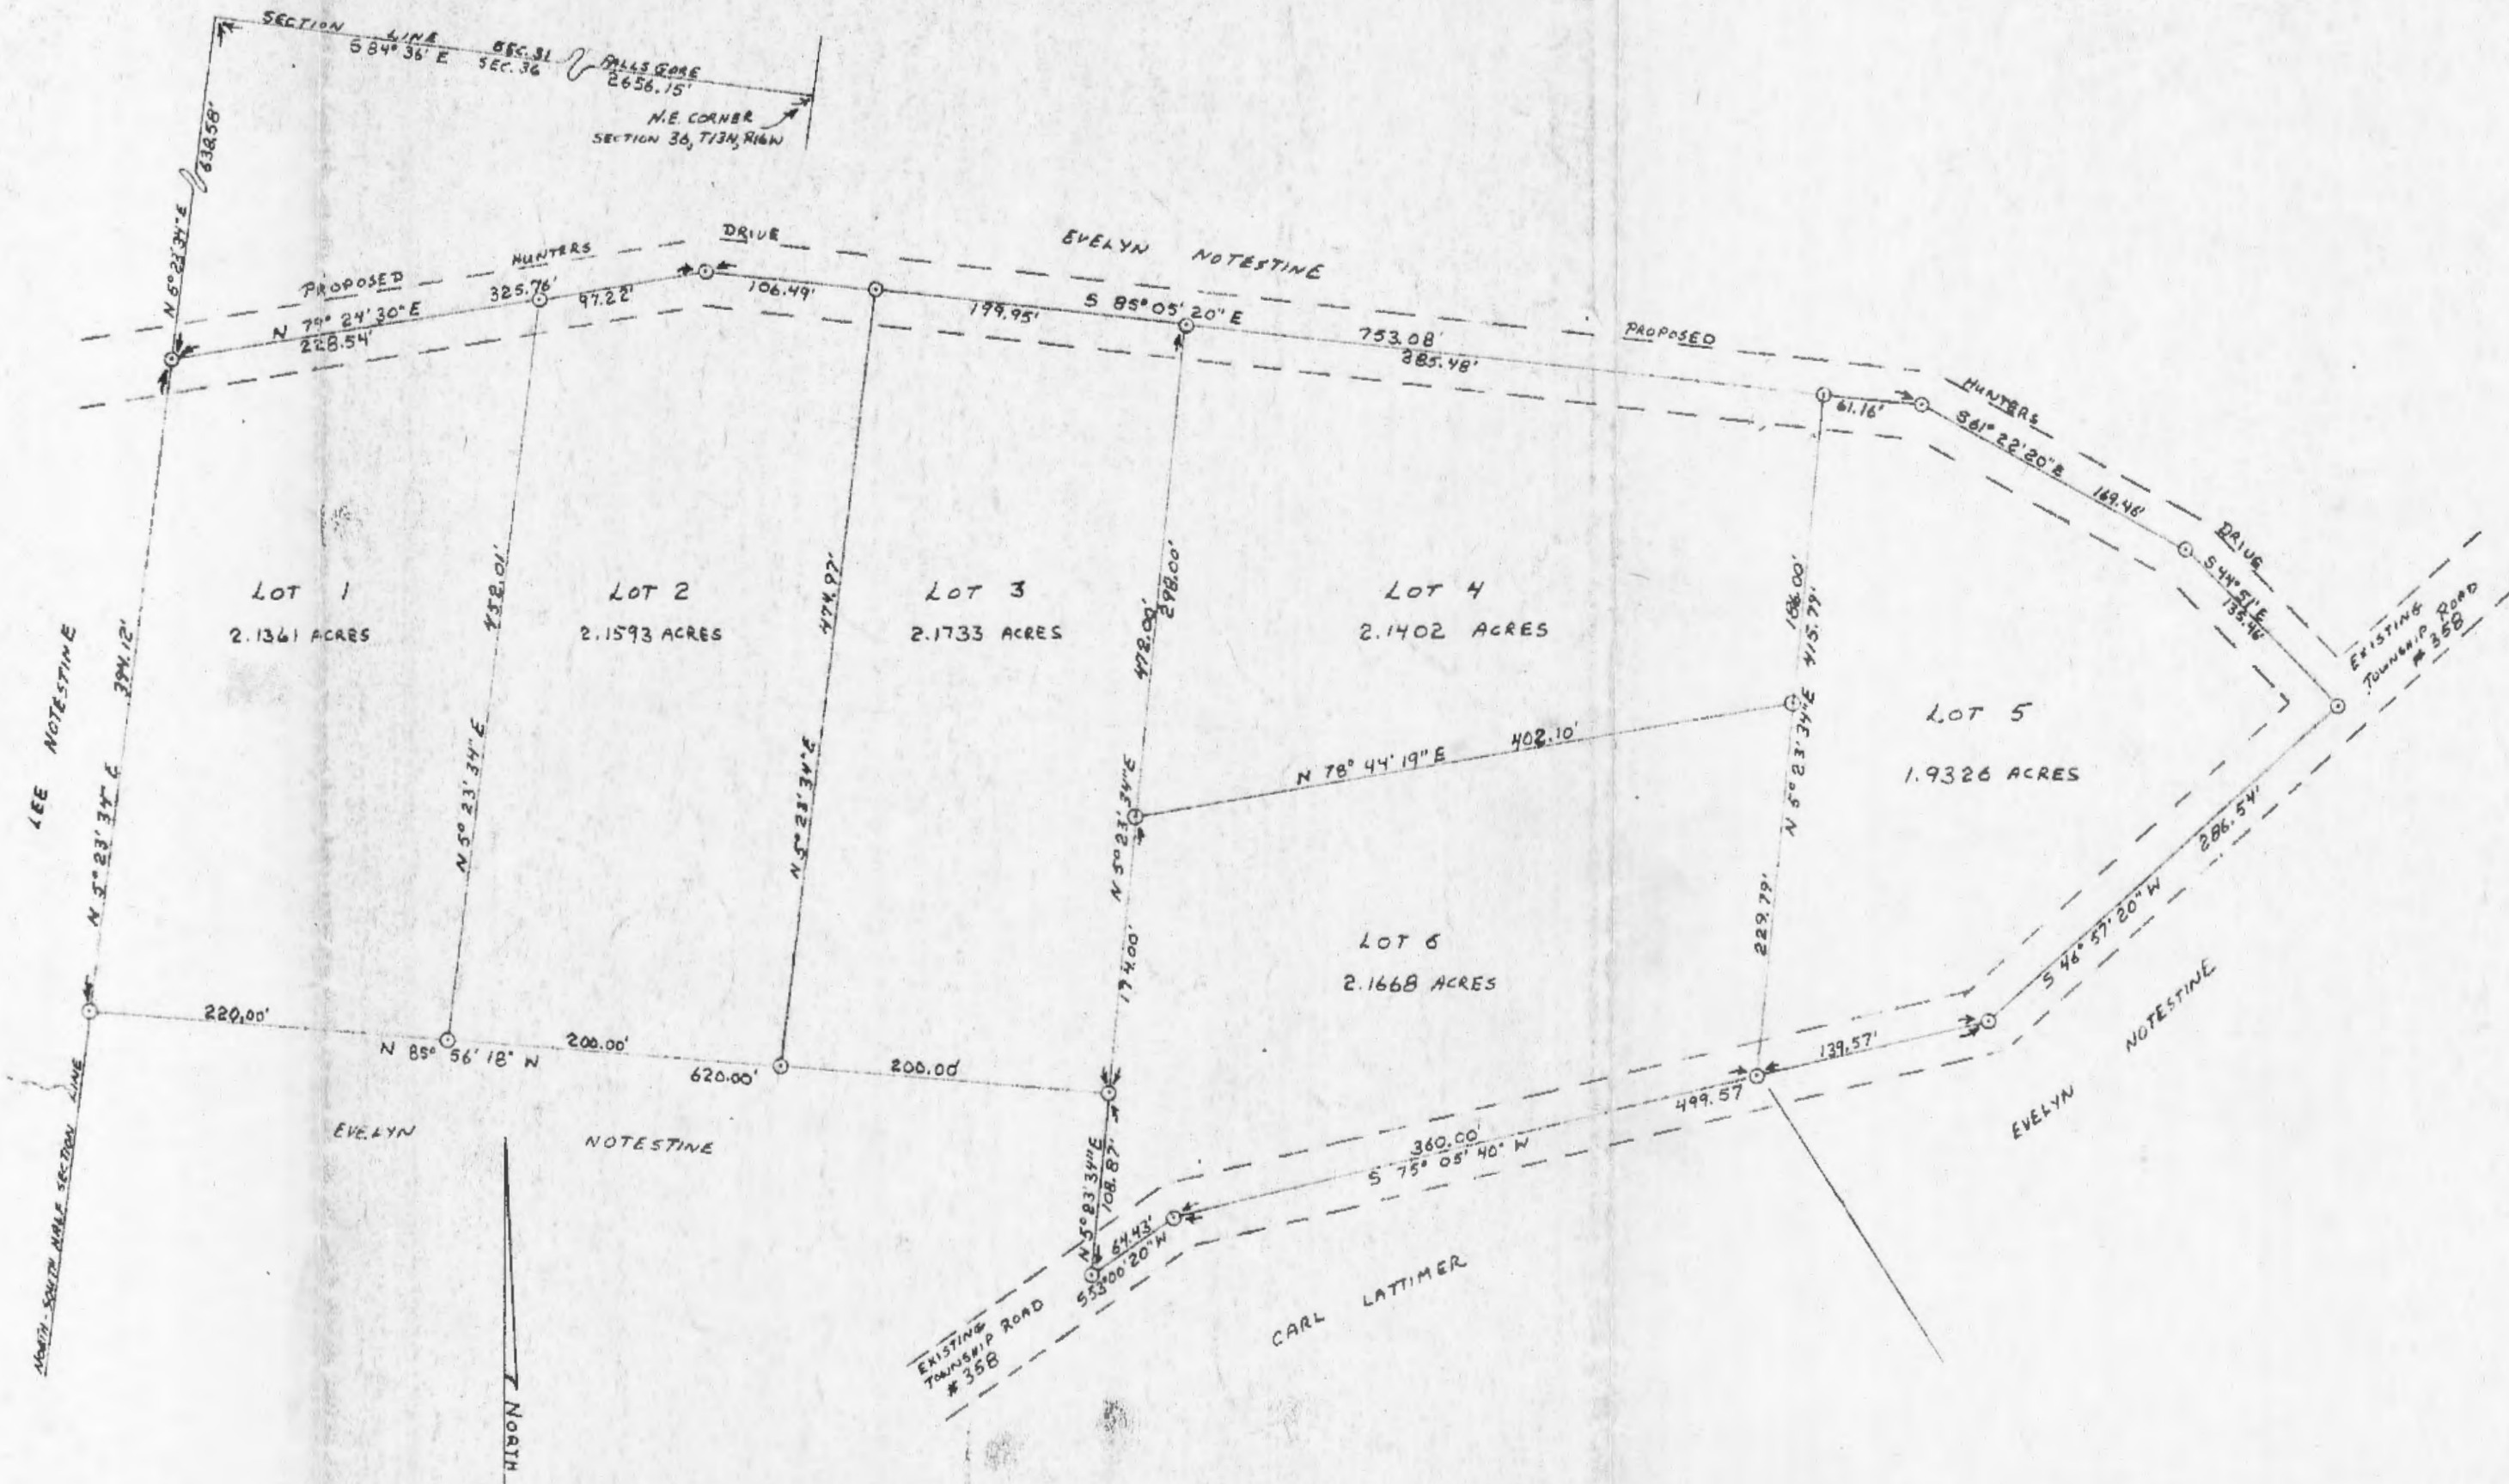 SECTION LINE SEC. 31 FALLS GORE
S 84° 36' E SEC. 36 2656.15'
N.E. CORNER
SECTION 36, T13N, R16W
638.58'
N 5° 23' 34" E
PROPOSED HUNTERS DRIVE
EVELYN NOTESTINE
N 79° 24' 30" E
325.76'
228.54'
97.22'
106.49'
199.95'
S 85° 05' 20" E
753.08'
385.48'
PROPOSED HUNTERS DRIVE
61.16'
S 61° 22' 20" E
169.46'
S 44° 51' E
135.46'
EXISTING
TOWNSHIP ROAD
# 358
LEE NOTESTINE
394.12'
N 5° 23' 34" E
LOT 1
2.1361 ACRES
452.01'
N 5° 23' 34" E
LOT 2
2.1593 ACRES
474.97'
N 5° 23' 34" E
LOT 3
2.1733 ACRES
298.00'
472.00'
N 5° 23' 34" E
174.00'
LOT 4
2.1402 ACRES
186.00'
415.79'
N 5° 23' 34" E
229.79'
LOT 5
1.9326 ACRES
N 78° 44' 19" E
402.10'
LOT 6
2.1668 ACRES
286.54'
S 46° 57' 20" W
EVELYN NOTESTINE
220.00'
N 85° 56' 18" W
200.00'
620.00'
200.00'
NORTH-SOUTH HALF SECTION LINE
EVELYN NOTESTINE
139.57'
499.57
360.00'
S 75° 05' 40" W
N 5° 23' 34" E
108.87'
64.43'
S53°00'20"W
EXISTING
TOWNSHIP ROAD
# 358
CARL LATTIMER
NORTH